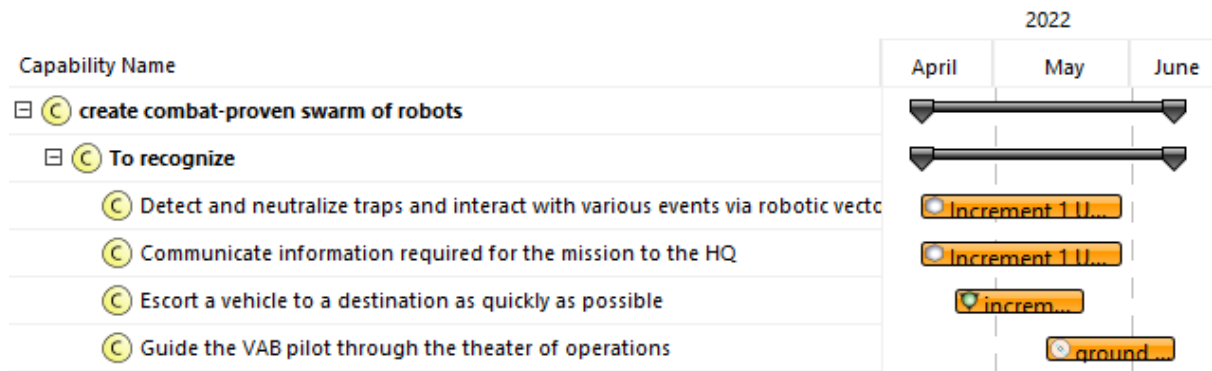 2022
Capability Name April May June
C create combat-proven swarm of robots
C To recognize
C Detect and neutralize traps and interact with various events via robotic vecto Increment 1 U...
C Communicate information required for the mission to the HQ Increment 1 U...
C Escort a vehicle to a destination as quickly as possible increm...
C Guide the VAB pilot through the theater of operations ground ...